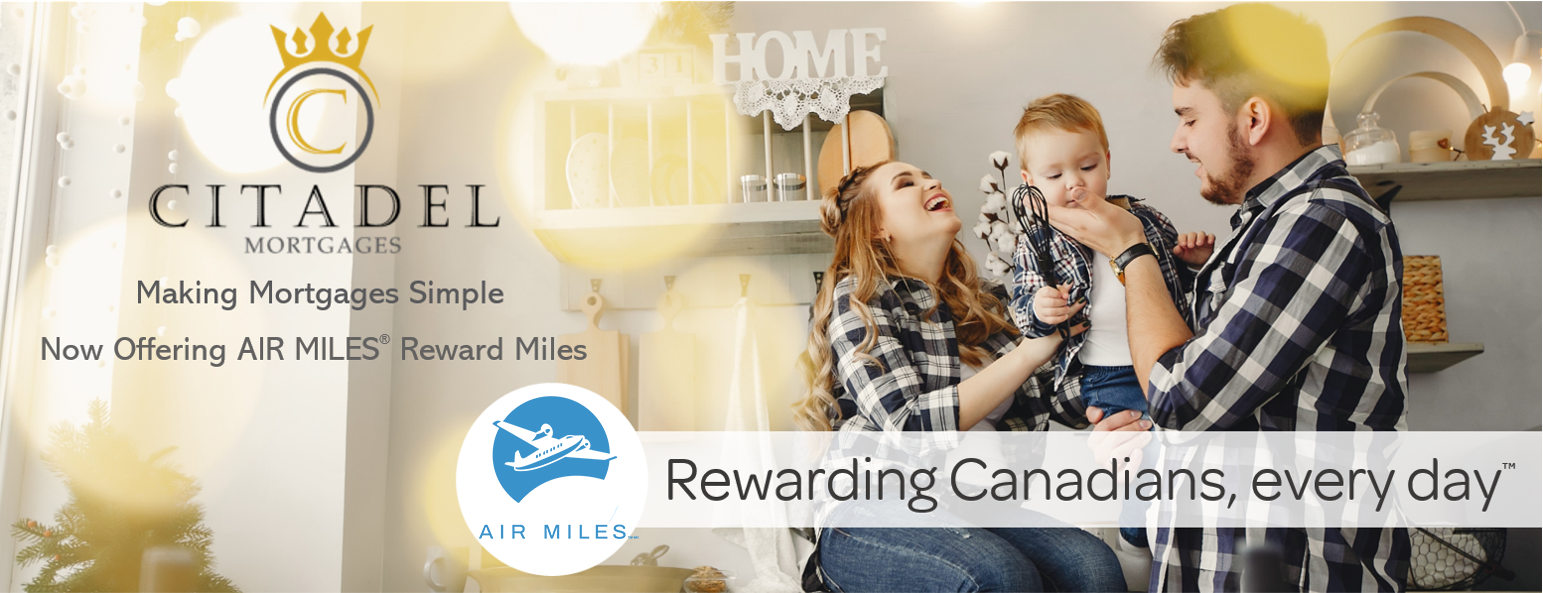 HOME
C
CITADEL
MORTGAGES
Making Mortgages Simple
Now Offering AIR MILES® Reward Miles
AIR MILES
Rewarding Canadians, every day™